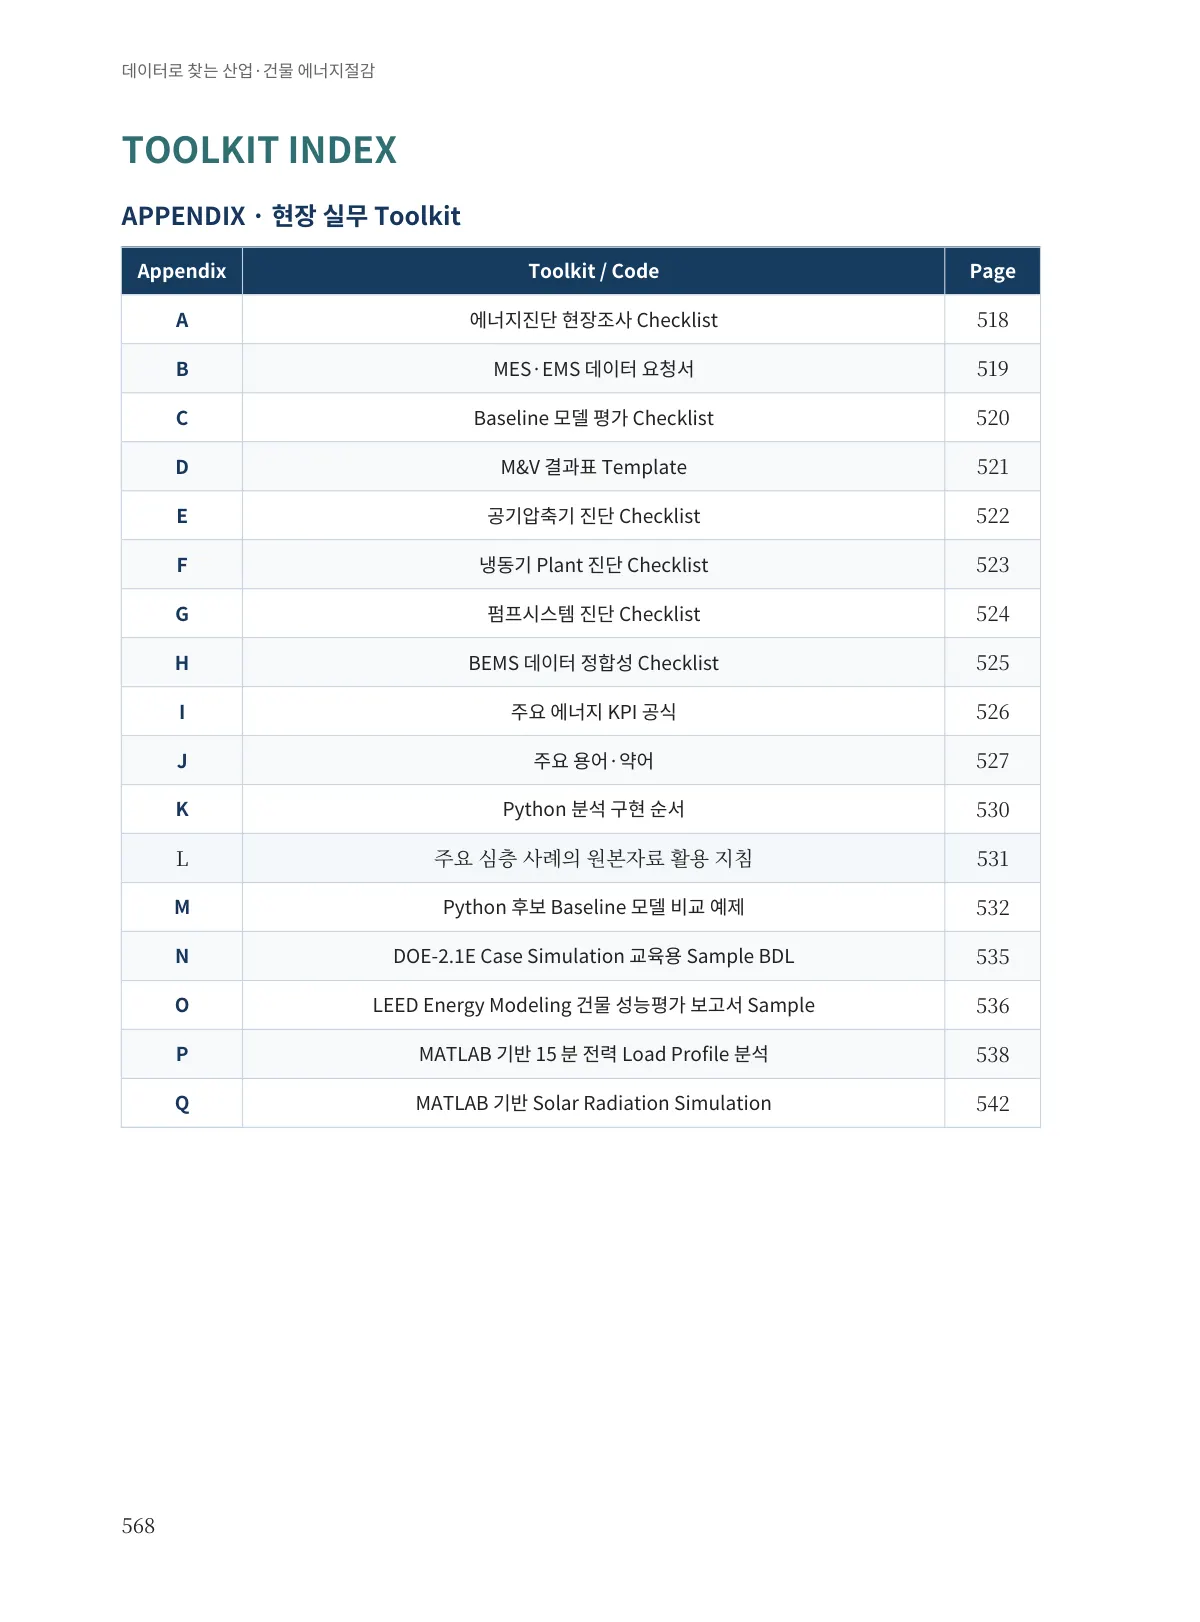 데이터로 찾는 산업·건물 에너지절감
TOOLKIT INDEX
APPENDIX · 현장 실무 Toolkit
Appendix Toolkit / Code Page
A 에너지진단 현장조사 Checklist 518
B MES·EMS 데이터 요청서 519
C Baseline 모델 평가 Checklist 520
D M&V 결과표 Template 521
E 공기압축기 진단 Checklist 522
F 냉동기 Plant 진단 Checklist 523
G 펌프시스템 진단 Checklist 524
H BEMS 데이터 정합성 Checklist 525
I 주요 에너지 KPI 공식 526
J 주요 용어·약어 527
K Python 분석 구현 순서 530
L 주요 심층 사례의 원본자료 활용 지침 531
M Python 후보 Baseline 모델 비교 예제 532
N DOE-2.1E Case Simulation 교육용 Sample BDL 535
O LEED Energy Modeling 건물 성능평가 보고서 Sample 536
P MATLAB 기반 15 분 전력 Load Profile 분석 538
Q MATLAB 기반 Solar Radiation Simulation 542
568